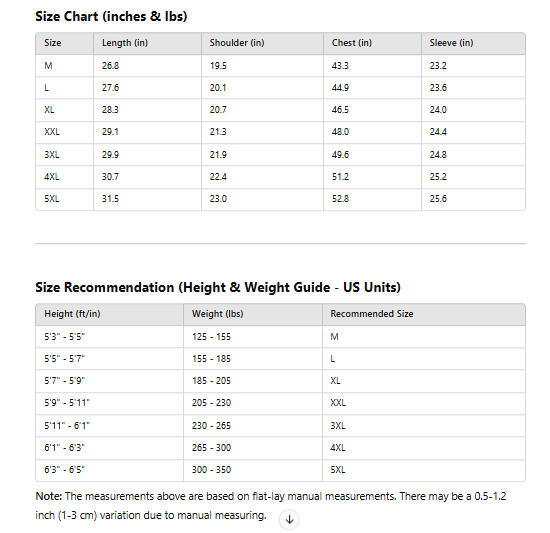 Size Chart (inches & lbs)
Size Length (in) Shoulder (in) Chest (in) Sleeve (in)
M 26.8 19.5 43.3 23.2
L 27.6 20.1 44.9 23.6
XL 28.3 20.7 46.5 24.0
XXL 29.1 21.3 48.0 24.4
3XL 29.9 21.9 49.6 24.8
4XL 30.7 22.4 51.2 25.2
5XL 31.5 23.0 52.8 25.6
Size Recommendation (Height & Weight Guide - US Units)
Height (ft/in) Weight (lbs) Recommended Size
5'3" - 5'5" 125 - 155 M
5'5" - 5'7" 155 - 185 L
5'7" - 5'9" 185 - 205 XL
5'9" - 5'11" 205 - 230 XXL
5'11" - 6'1" 230 - 265 3XL
6'1" - 6'3" 265 - 300 4XL
6'3" - 6'5" 300 - 350 5XL
Note: The measurements above are based on flat-lay manual measurements. There may be a 0.5-1.2
inch (1-3 cm) variation due to manual measuring.